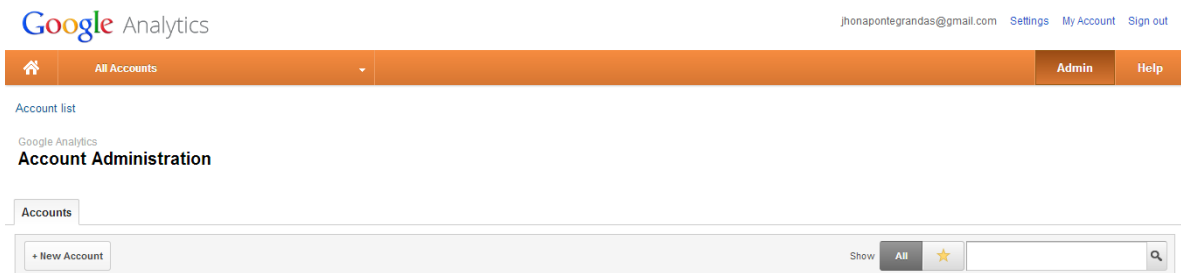 Google Analytics
jhonapontegrandas@gmail.com Settings My Account Sign out
All Accounts Admin Help
Account list
Google Analytics
Account Administration
Accounts
+ New Account Show All